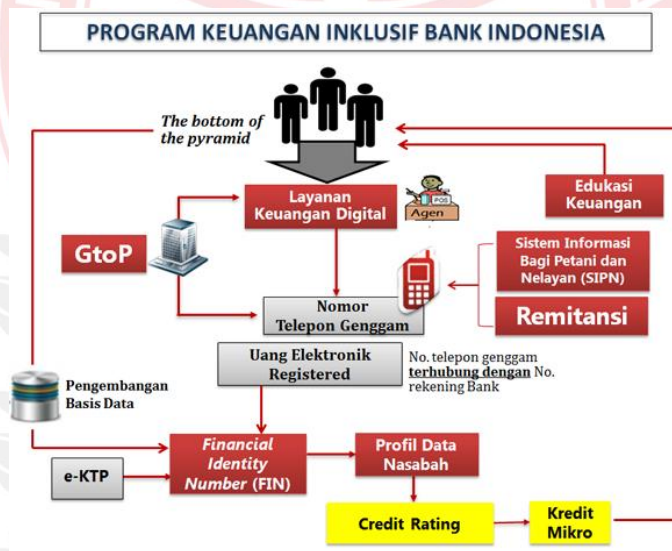 PROGRAM KEUANGAN INKLUSIF BANK INDONESIA
The bottom of
the pyramid
Layanan
Keuangan Digital
POS
Agen
Edukasi
Keuangan
GtoP
Sistem Informasi
Bagi Petani dan
Nelayan (SIPN)
Remitansi
Nomor
Telepon Genggam
Uang Elektronik
Registered
No. telepon genggam
terhubung dengan No.
rekening Bank
Pengembangan
Basis Data
e-KTP
Financial
Identity
Number (FIN)
Profil Data
Nasabah
Credit Rating
Kredit
Mikro